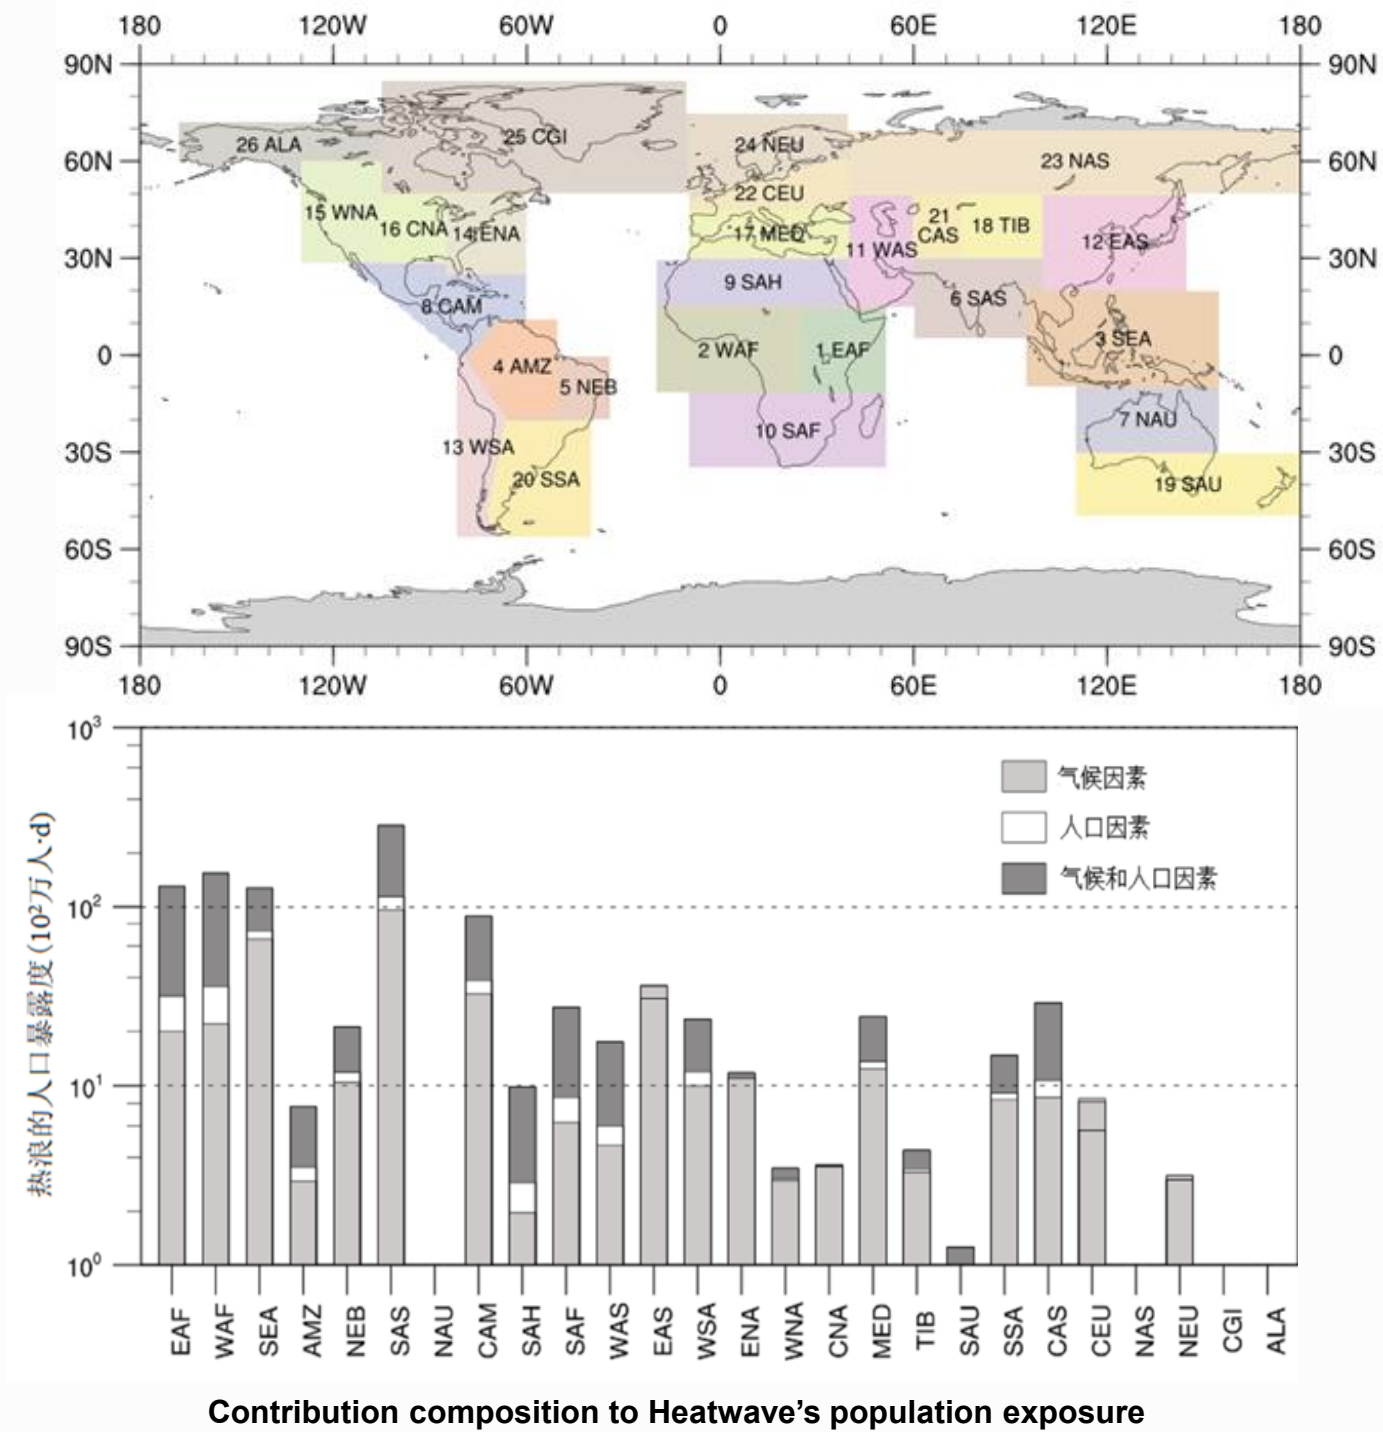 180 120W 60W 0 60E 120E 180
90N 90N
25 CGI
26 ALA 24 NEU
60N 23 NAS 60N
22 CEU
15 WNA 21
16 CNA 14 ENA 17 MED CAS 18 TIB
11 WAS 12 EAS
30N 30N
9 SAH
8 CAM 6 SAS
3 SEA
0 2 WAF 1 EAF 0
4 AMZ
5 NEB
7 NAU
10 SAF
30S 13 WSA 30S
20 SSA 19 SAU
60S 60S
90S 90S
180 120W 60W 0 60E 120E 180
热浪的人口暴露度 (10²万人·d)
10³
10²
10¹
10⁰
气候因素
人口因素
气候和人口因素
EAF WAF SEA AMZ NEB SAS NAU CAM SAH SAF WAS EAS WSA ENA WNA CNA MED TIB SAU SSA CAS CEU NAS NEU CGI ALA
Contribution composition to Heatwave’s population exposure